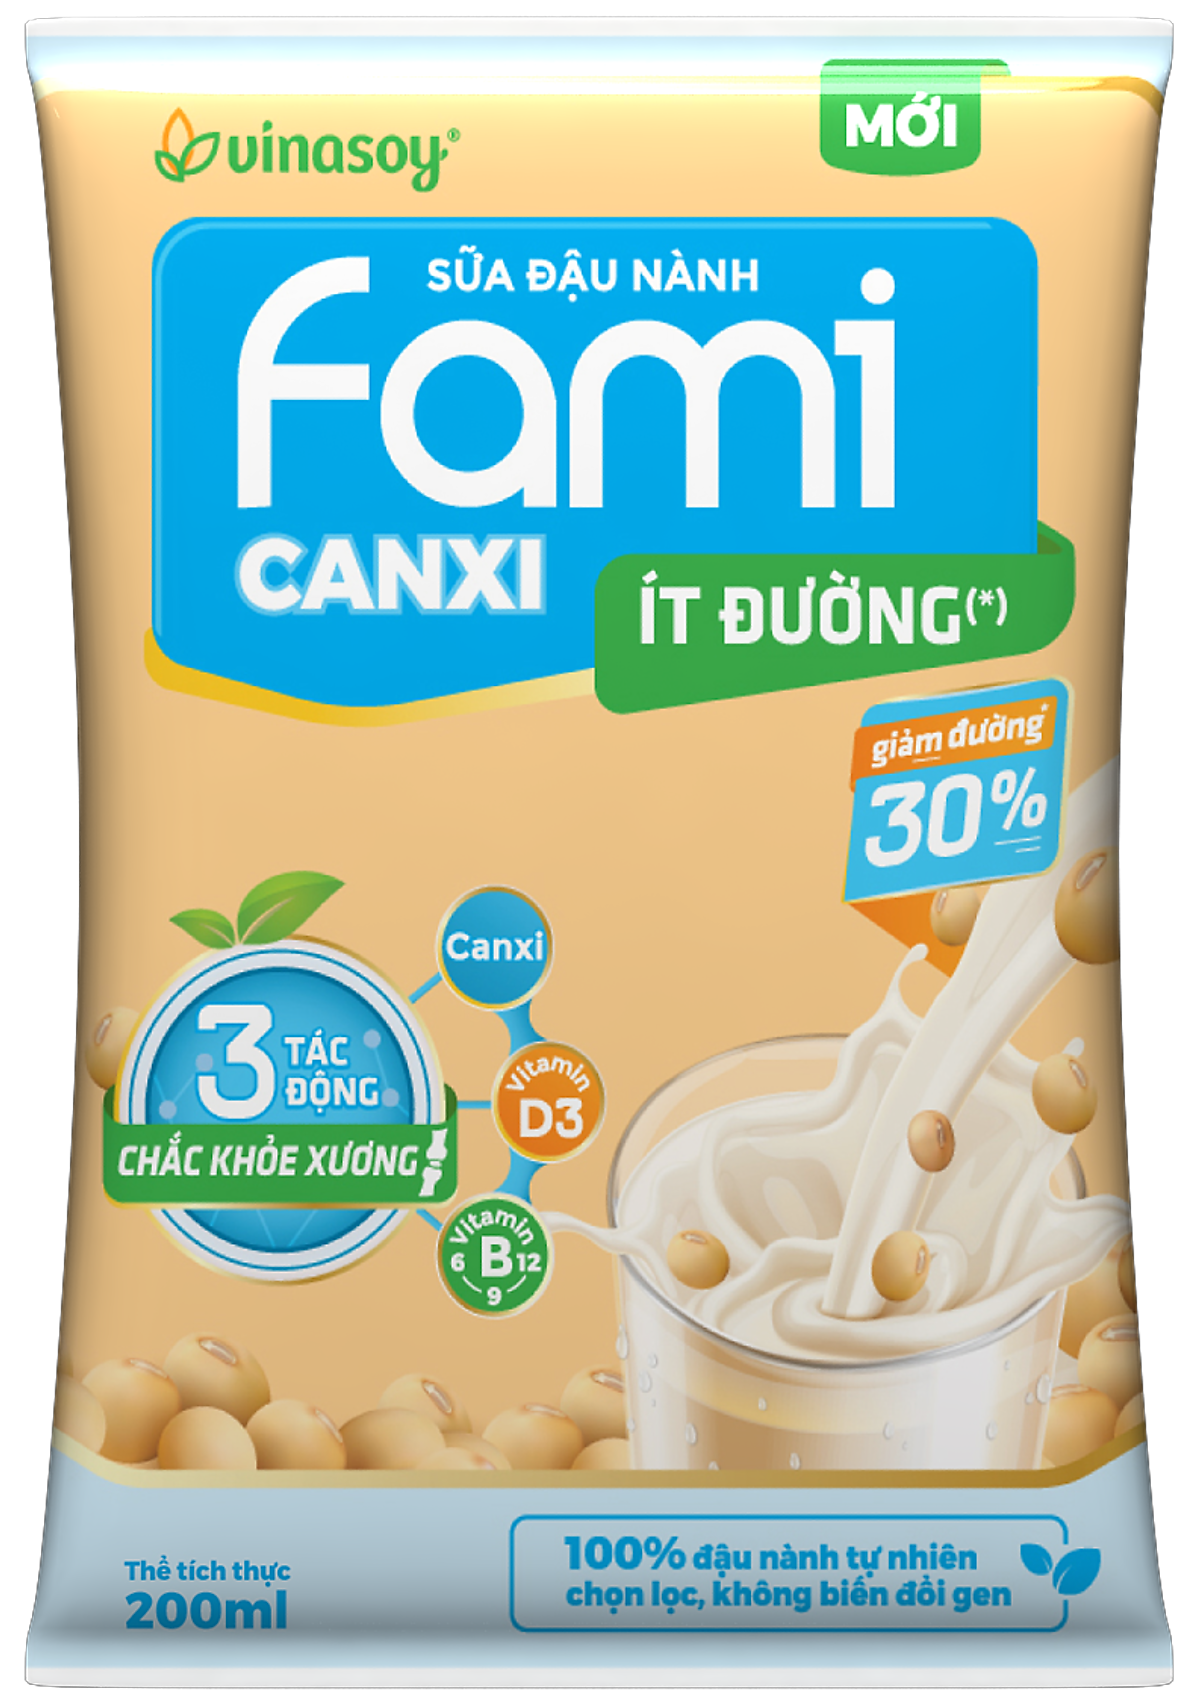 vinasoy®
MỚI
SỮA ĐẬU NÀNH
fami
CANXI
ÍT ĐƯỜNG(*)
giảm đường*
30%
Canxi
3 TÁC
ĐỘNG
Vitamin
D3
CHẮC KHỎE XƯƠNG
Vitamin
6 B 12
9
Thể tích thực
200ml
100% đậu nành tự nhiên
chọn lọc, không biến đổi gen